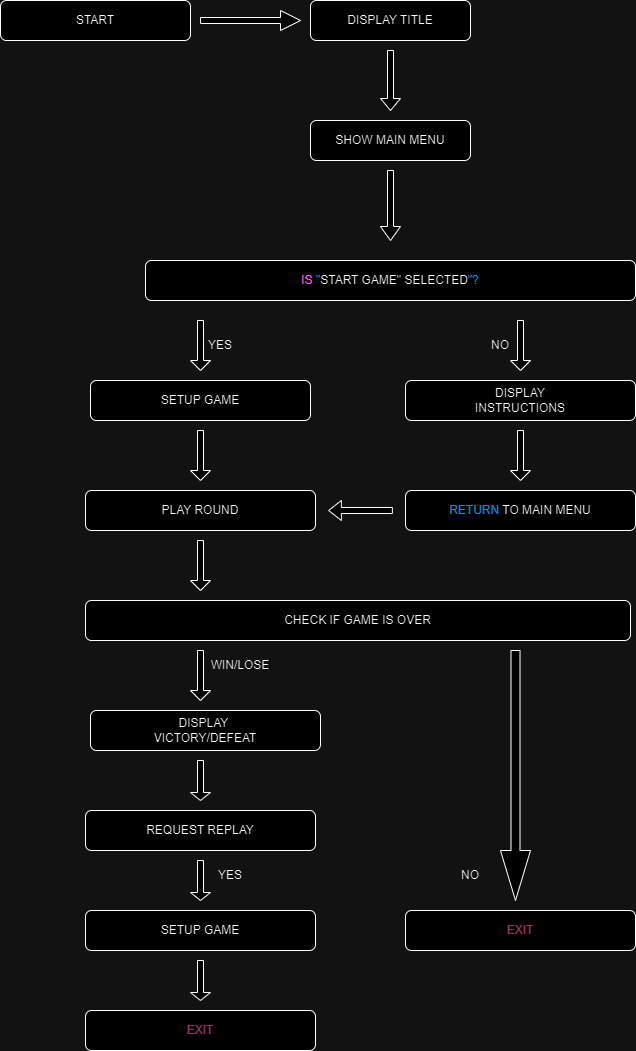 START
DISPLAY TITLE
SHOW MAIN MENU
IS "START GAME" SELECTED"?
YES
NO
SETUP GAME
DISPLAY
INSTRUCTIONS
PLAY ROUND
RETURN TO MAIN MENU
CHECK IF GAME IS OVER
WIN/LOSE
DISPLAY
VICTORY/DEFEAT
REQUEST REPLAY
YES
NO
SETUP GAME
EXIT
EXIT